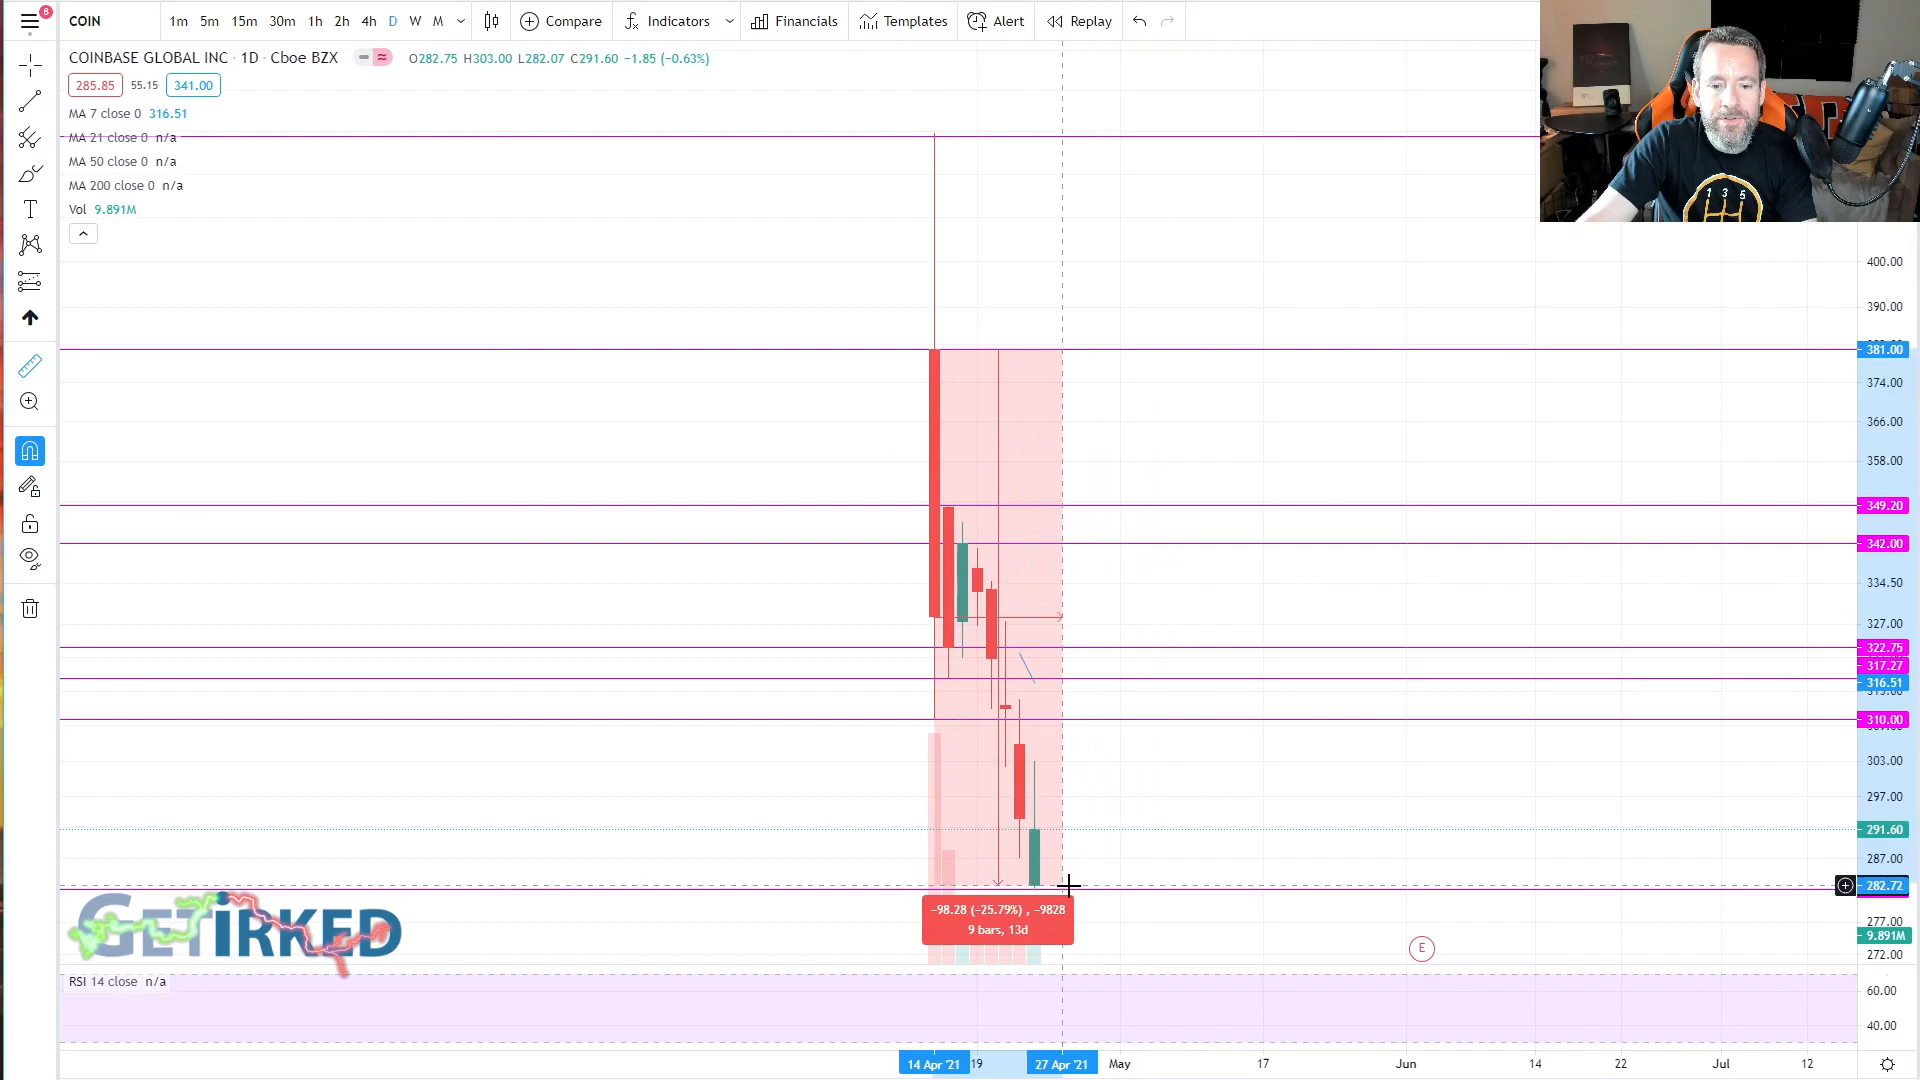 8
COIN
1m 5m 15m 30m 1h 2h 4h D W M
Compare
Indicators
Financials
Templates
Alert
Replay
COINBASE GLOBAL INC · 1D · Cboe BZX
O282.75 H303.00 L282.07 C291.60 −1.85 (−0.63%)
285.85 55.15 341.00
MA 7 close 0 316.51
MA 21 close 0 n/a
MA 50 close 0 n/a
MA 200 close 0 n/a
Vol 9.891M
1 3 5
400.00
390.00
381.00
374.00
366.00
358.00
349.20
342.00
334.50
327.00
322.75
317.27
316.51
310.00
303.00
297.00
291.60
287.00
282.72
277.00
9.891M
272.00
−98.28 (−25.79%) , −9828
9 bars, 13d
GETIRKED
E
RSI 14 close n/a
60.00
40.00
14 Apr '21 19 27 Apr '21 May 17 Jun 14 22 Jul 12